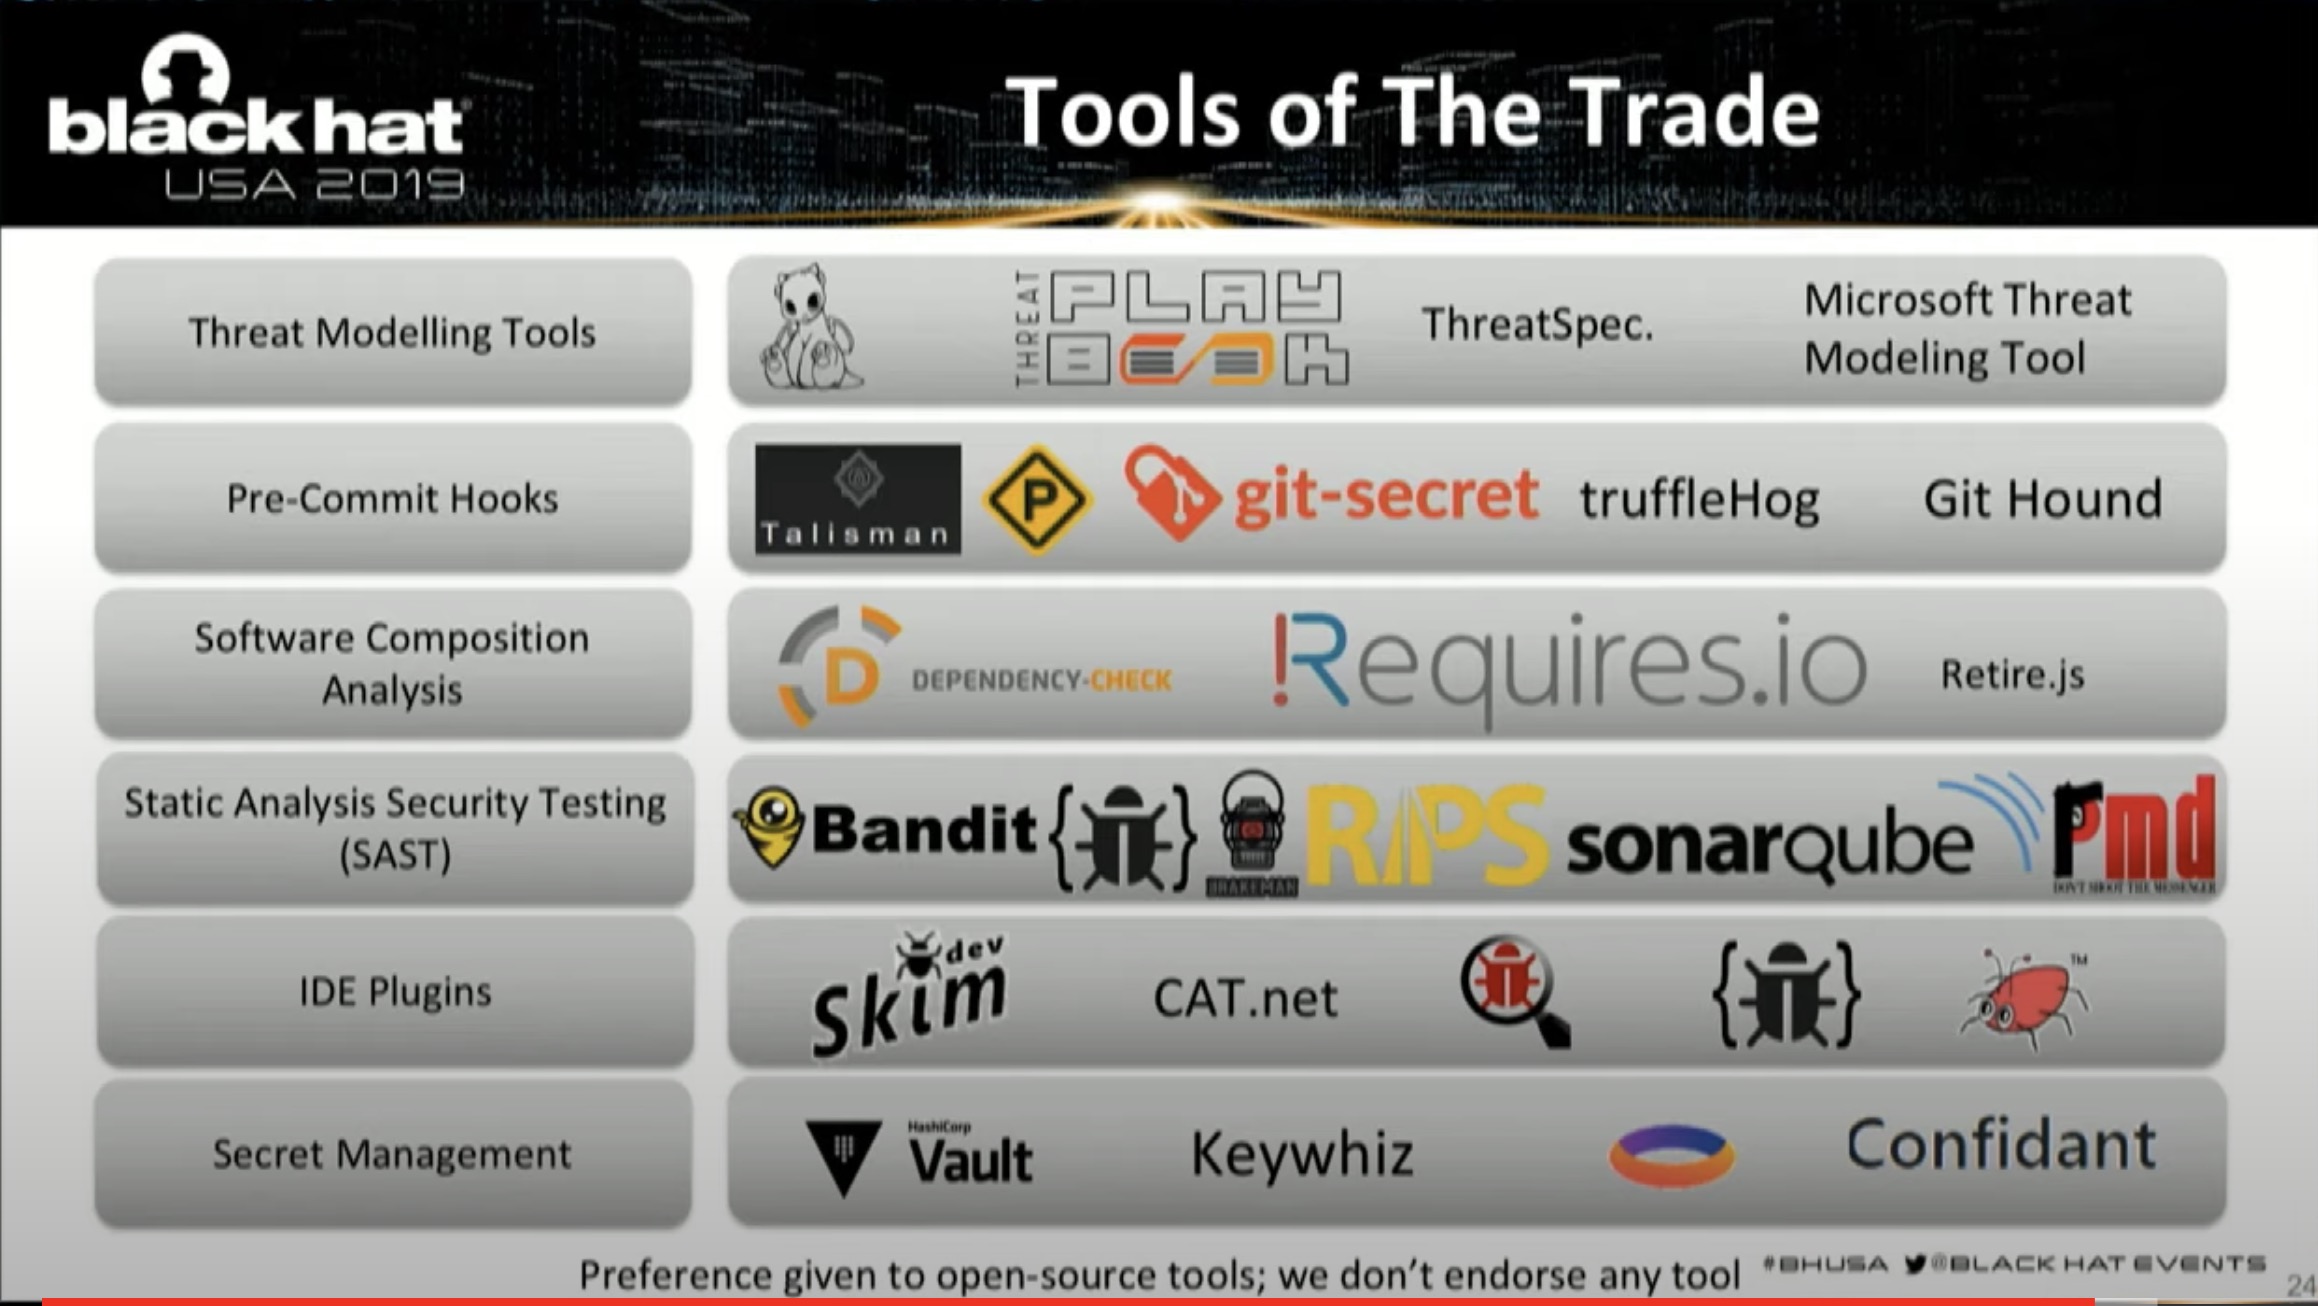 black hat
USA 2019
Tools of The Trade
Threat Modelling Tools
THREAT
PLAY
BOOK
ThreatSpec.
Microsoft Threat
Modeling Tool
Pre-Commit Hooks
Talisman
P
git-secret
truffleHog
Git Hound
Software Composition
Analysis
D
DEPENDENCY-CHECK
!Requires.io
Retire.js
Static Analysis Security Testing
(SAST)
Bandit
{ }
BRAKEMAN
RIPS
sonarqube
Pmd
DON'T SHOOT THE MESSENGER
IDE Plugins
dev
Skim
CAT.net
{ }
TM
Secret Management
HashiCorp
Vault
Keywhiz
Confidant
Preference given to open-source tools; we don't endorse any tool
#BHUSA @BLACK HAT EVENTS
24